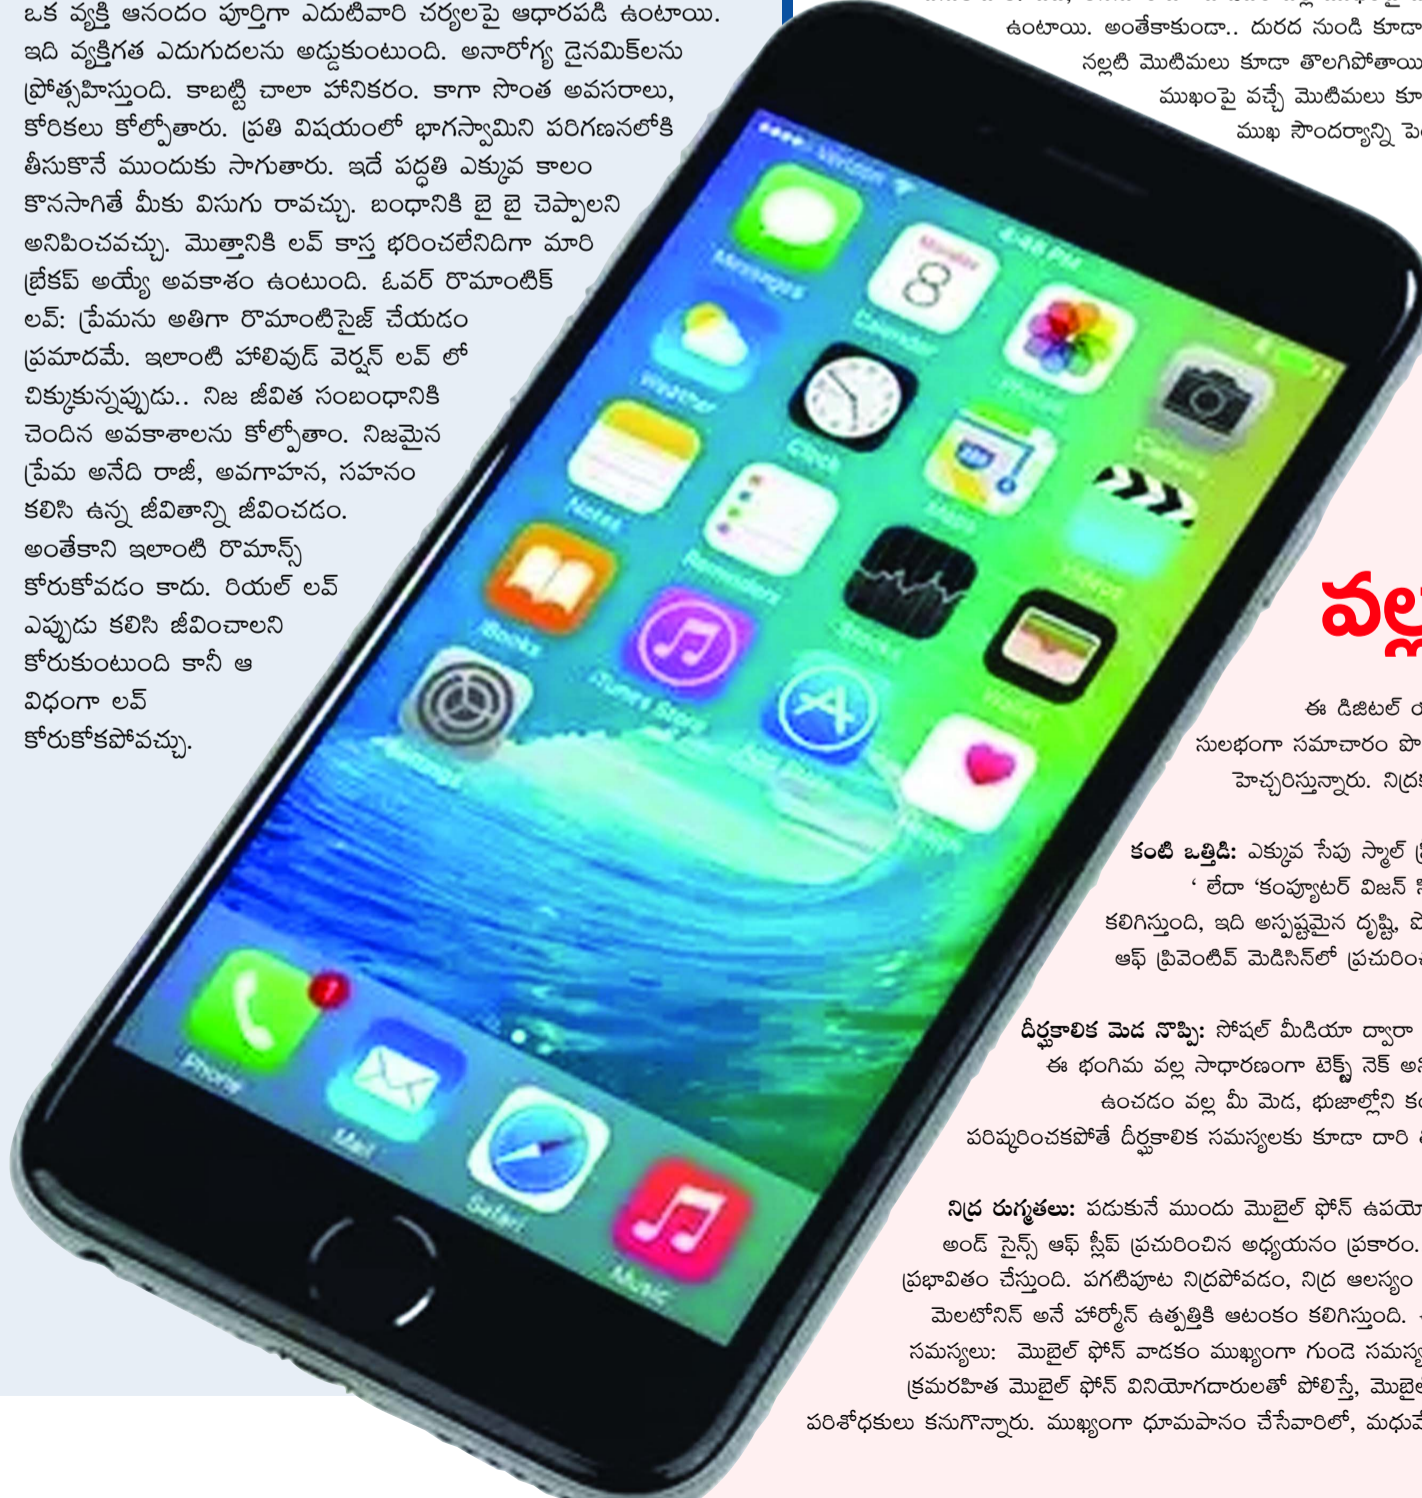 ఒక వ్యక్తి ఆనందం పూర్తిగా ఎదుటివారి చర్యలపై ఆధారపడి ఉంటాయి.
ఇది వ్యక్తిగత ఎదుగుదలను అడ్డుకుంటుంది. అనారోగ్య డైనమిక్‌లను
ప్రోత్సహిస్తుంది. కాబట్టి చాలా హానికరం. కాగా సొంత అవసరాలు,
కోరికలు కోల్పోతారు. ప్రతి విషయంలో భాగస్వామిని పరిగణనలోకి
తీసుకొనే ముందుకు సాగుతారు. ఇదే పద్ధతి ఎక్కువ కాలం
కొనసాగితే మీకు విసుగు రావచ్చు. బంధానికి బై బై చెప్పాలని
అనిపించవచ్చు. మొత్తానికి లవ్ కాస్త భరించలేనిదిగా మారి
బ్రేకప్ అయ్యే అవకాశం ఉంటుంది. ఓవర్ రొమాంటిక్
లవ్: ప్రేమను అతిగా రొమాంటిసైజ్ చేయడం
ప్రమాదమే. ఇలాంటి హాలివుడ్ వెర్షన్ లవ్ లో
చిక్కుకున్నప్పుడు.. నిజ జీవిత సంబంధానికి
చెందిన అవకాశాలను కోల్పోతాం. నిజమైన
ప్రేమ అనేది రాజీ, అవగాహన, సహనం
కలిసి ఉన్న జీవితాన్ని జీవించడం.
అంతేకాని ఇలాంటి రొమాన్స్
కోరుకోవడం కాదు. రియల్ లవ్
ఎప్పుడు కలిసి జీవించాలని
కోరుకుంటుంది కానీ ఆ
విధంగా లవ్
కోరుకోకపోవచ్చు.
ఉంటాయి. అంతేకాకుండా.. దురద నుండి కూడా
నల్లటి మొటిమలు కూడా తొలగిపోతాయి
ముఖంపై వచ్చే మొటిమలు
ముఖ సౌందర్యాన్ని
verizon
4:48 PM
Messages
Monday
8
Calendar
Photos
Camera
Weather
Clock
Maps
Videos
Notes
Reminders
Stocks
Wallet
iBooks
iTunes Store
App Store
Health
Settings
Phone
Mail
Safari
Music
ఈ డిజిటల్
సులభంగా సమాచారం
హెచ్చరిస్తున్నారు.
కంటి ఒత్తిడి: ఎక్కువ సేపు స్మాల్
‘ లేదా ‘కంప్యూటర్ విజన్
కలిగిస్తుంది, ఇది అస్పష్టమైన దృష్టి,
ఆఫ్ ప్రివెంటివ్ మెడిసిన్‌లో
దీర్ఘకాలిక మెడ నొప్పి: సోషల్ మీడియా ద్వారా
ఈ భంగిమ వల్ల సాధారణంగా టెక్స్ట్ నెక్
ఉంచడం వల్ల మీ మెడ, భుజాల్లోని
పరిష్కరించకపోతే దీర్ఘకాలిక సమస్యలకు కూడా దారి
నిద్ర రుగ్మతలు: పడుకునే ముందు మొబైల్ ఫోన్
అండ్ సైన్స్ ఆఫ్ స్లీప్ ప్రచురించిన అధ్యయనం ప్రకారం.
ప్రభావితం చేస్తుంది. పగటిపూట నిద్రపోవడం, నిద్ర ఆలస్యం
మెలటోనిన్ అనే హార్మోన్ ఉత్పత్తికి ఆటంకం కలిగిస్తుంది.
సమస్యలు: మొబైల్ ఫోన్ వాడకం ముఖ్యంగా గుండె
క్రమరహిత మొబైల్ ఫోన్ వినియోగదారులతో పోలిస్తే,
పరిశోధకులు కనుగొన్నారు. ముఖ్యంగా ధూమపానం చేసేవారిలో,